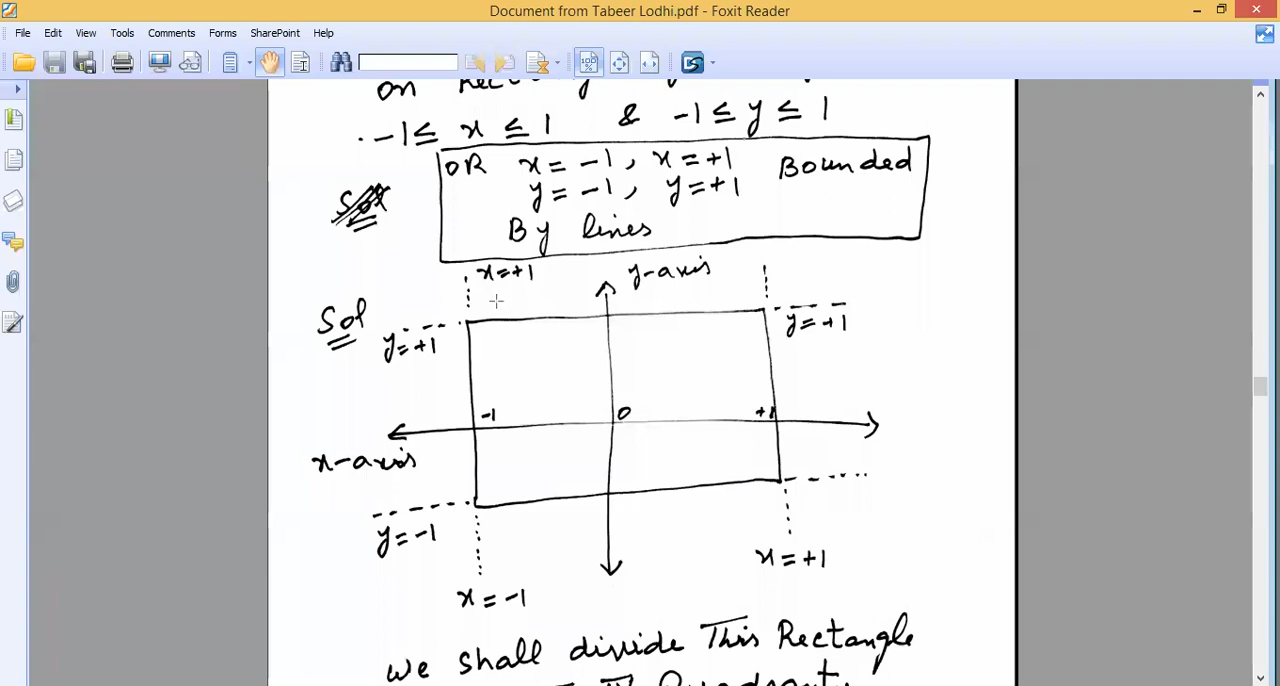 Document from Tabeer Lodhi.pdf - Foxit Reader
File Edit View Tools Comments Forms SharePoint Help
on
-1 ≤ x ≤ 1 & -1 ≤ y ≤ 1
OR x = -1, x = +1 Bounded
y = -1, y = +1
By lines
x=+1 y-axis
Sol
y=+1 y=+1
-1 0 +1
x-axis
y=-1
x=+1
x=-1
we shall divide This Rectangle